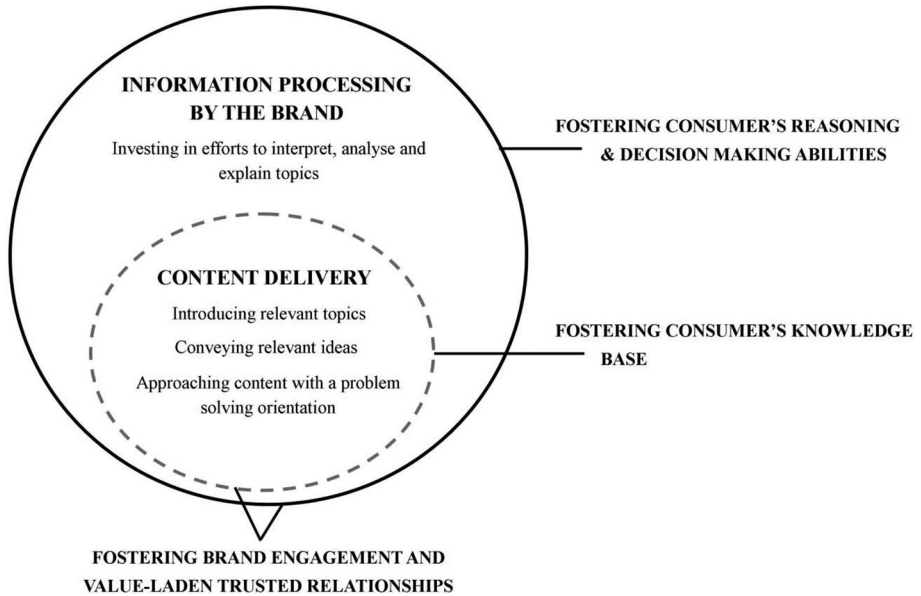 INFORMATION PROCESSING
BY THE BRAND
Investing in efforts to interpret, analyse and
explain topics
FOSTERING CONSUMER’S REASONING
& DECISION MAKING ABILITIES
CONTENT DELIVERY
Introducing relevant topics
Conveying relevant ideas
Approaching content with a problem
solving orientation
FOSTERING CONSUMER’S KNOWLEDGE
BASE
FOSTERING BRAND ENGAGEMENT AND
VALUE-LADEN TRUSTED RELATIONSHIPS